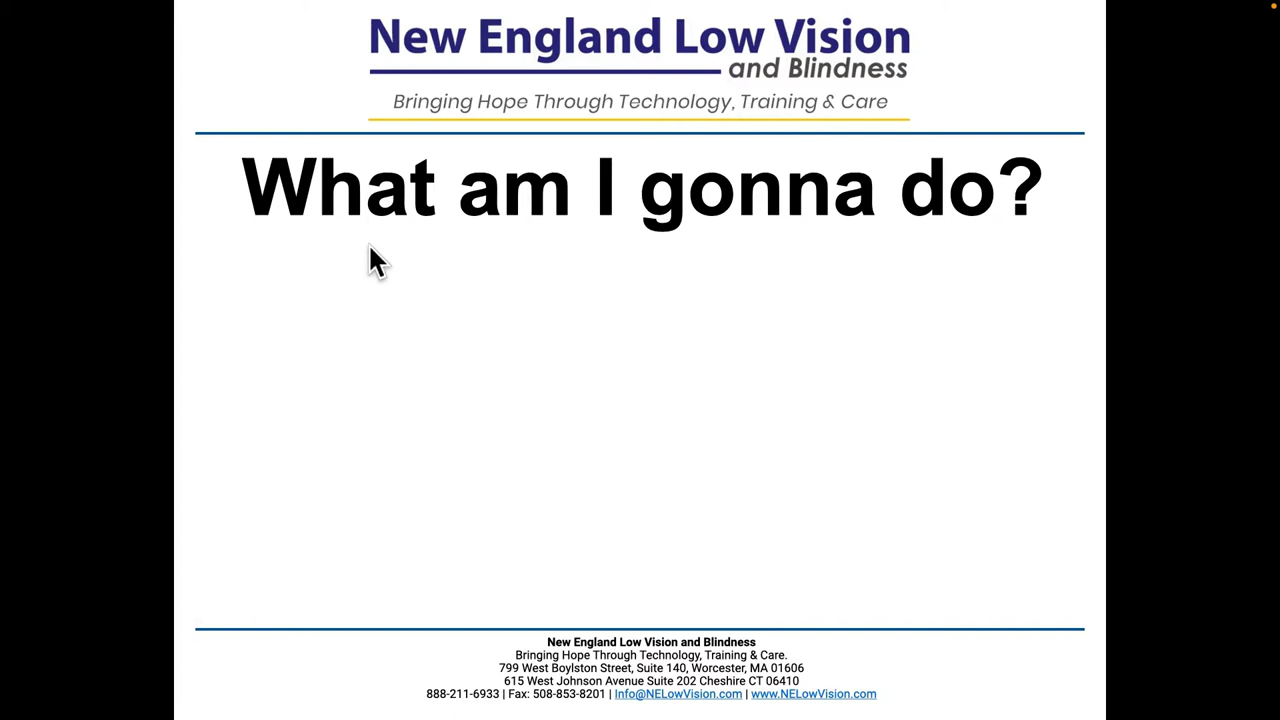 New England Low Vision
and Blindness
Bringing Hope Through Technology, Training & Care
What am I gonna do?
New England Low Vision and Blindness
Bringing Hope Through Technology, Training & Care.
799 West Boylston Street, Suite 140, Worcester, MA 01606
615 West Johnson Avenue Suite 202 Cheshire CT 06410
888-211-6933 | Fax: 508-853-8201 | Info@NELowVision.com | www.NELowVision.com